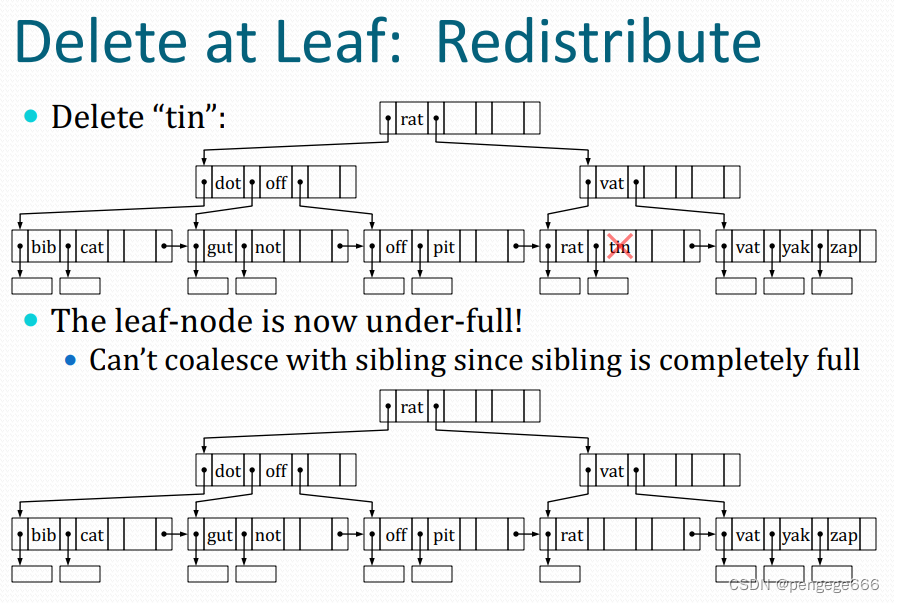 Delete at Leaf: Redistribute
Delete “tin”:
rat
dot off
vat
bib cat
gut not
off pit
rat tin
vat yak zap
The leaf-node is now under-full!
Can’t coalesce with sibling since sibling is completely full
rat
dot off
vat
bib cat
gut not
off pit
rat
vat yak zap
CSDN @pengege666